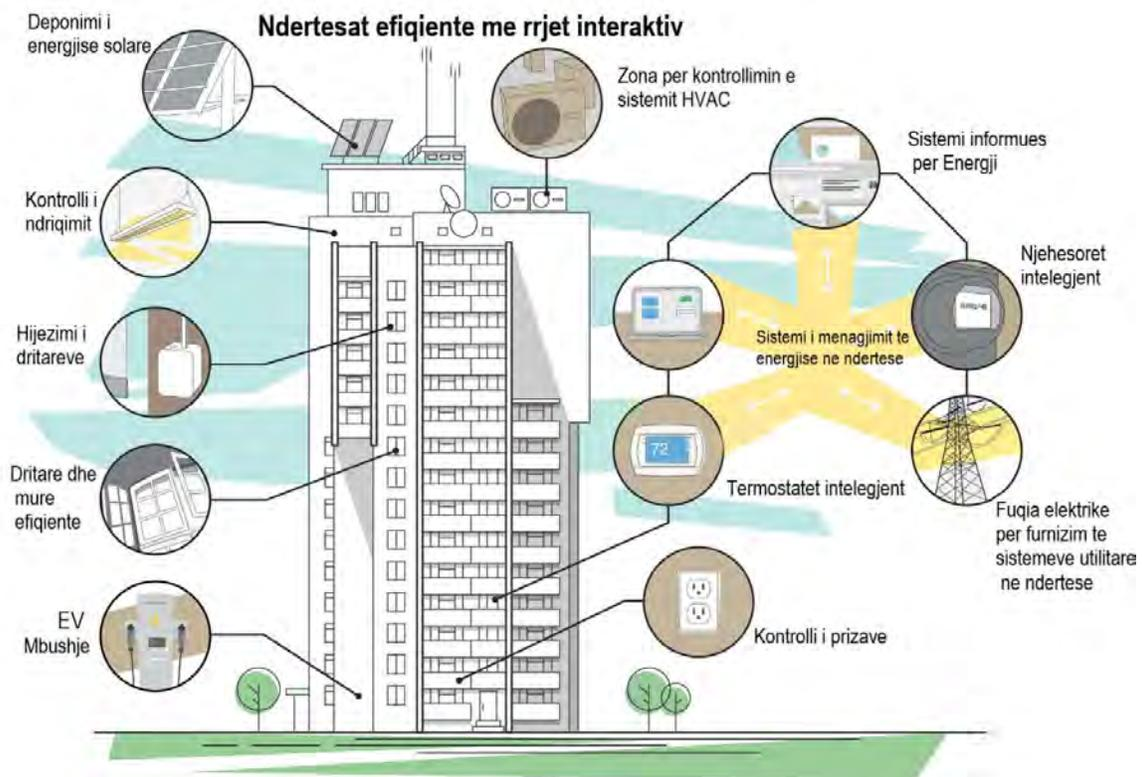 Ndertesat efiqiente me rrjet interaktiv
Deponimi i
energjise solare
Zona per kontrollimin e
sistemit HVAC
Sistemi informues
per Energji
Kontrolli i
ndriqimit
Njehesoret
intelegjent
Hijezimi i
dritareve
Sistemi i menagjimit te
energjise ne ndertese
72
Dritare dhe
mure
efiqiente
Termostatet intelegjent
Fuqia elektrike
per furnizim te
sistemeve utilitare
ne ndertese
EV
Mbushje
Kontrolli i prizave